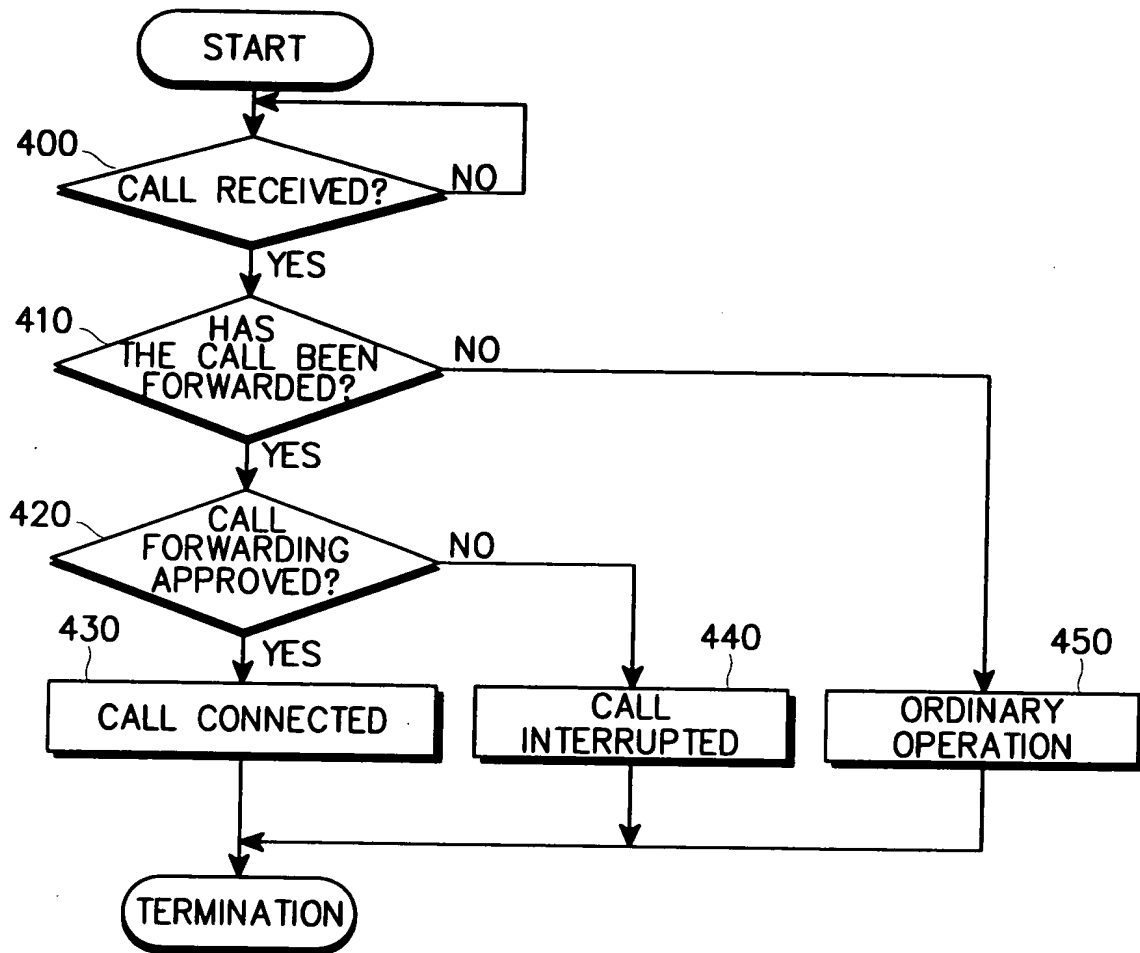 START
400
CALL RECEIVED?
NO
YES
410
HAS
THE CALL BEEN
FORWARDED?
NO
YES
420
CALL
FORWARDING
APPROVED?
NO
YES
430
CALL CONNECTED
440
CALL
INTERRUPTED
450
ORDINARY
OPERATION
TERMINATION